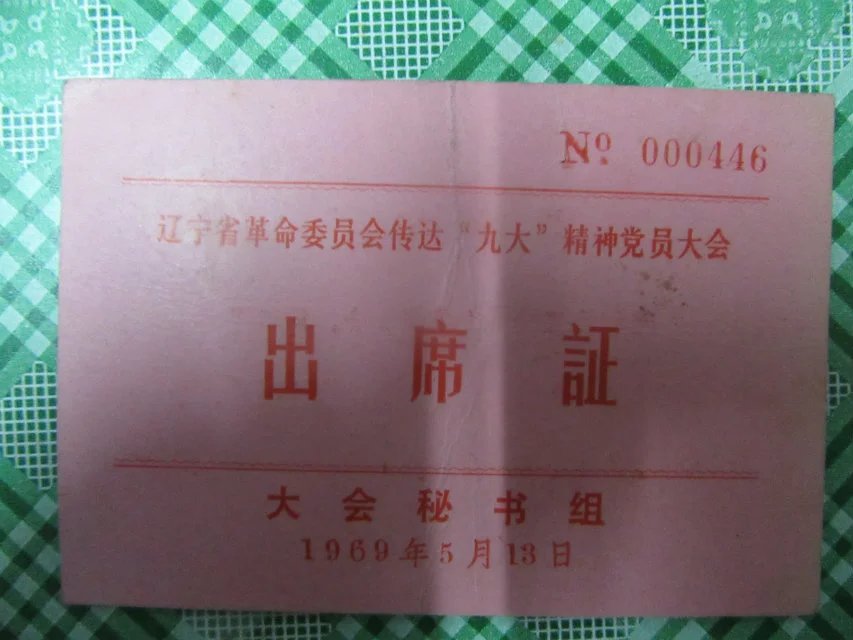 Nº 000446
辽宁省革命委员会传达“九大”精神党员大会
出席証
大会秘书组
1969年5月13日